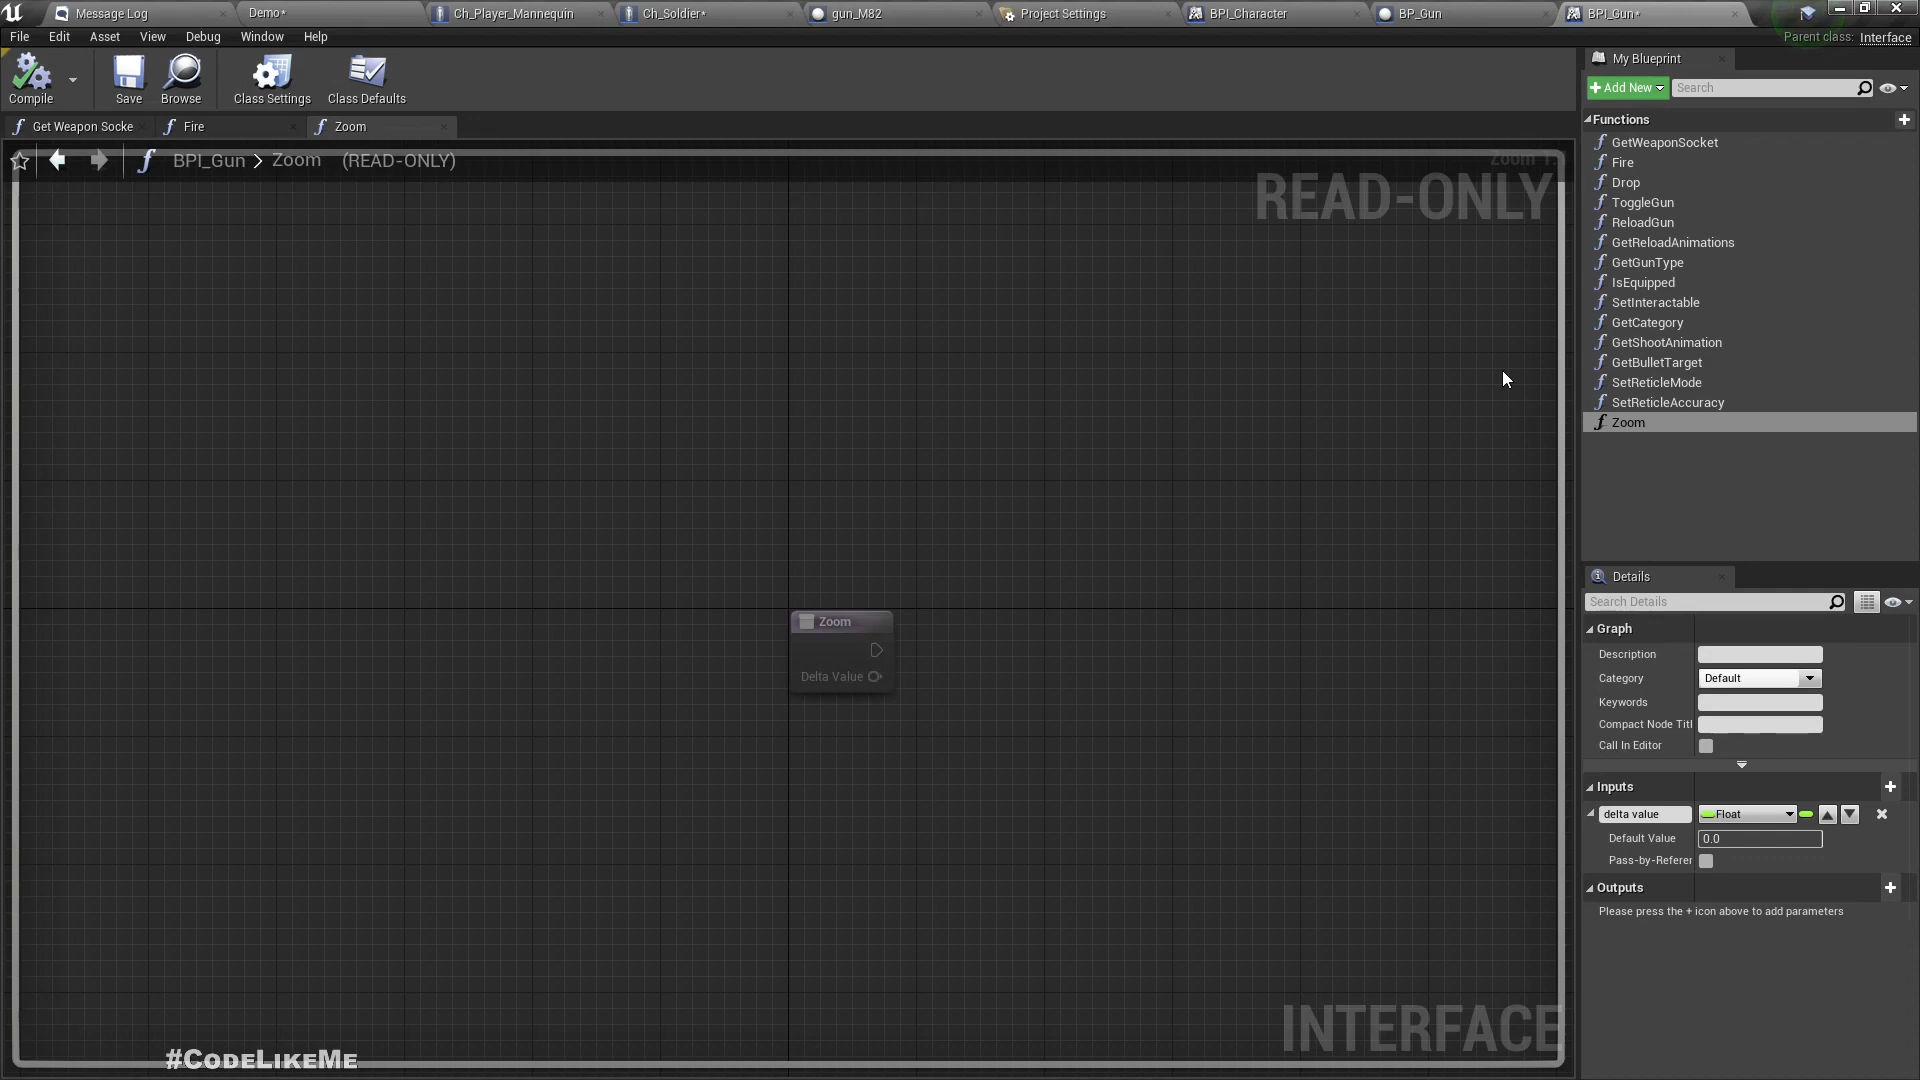 Message Log
Demo*
Ch_Player_Mannequin
Ch_Soldier*
gun_M82
Project Settings
BPI_Character
BP_Gun
BPI_Gun*
File Edit Asset View Debug Window Help
Parent class: Interface
Compile
Save
Browse
Class Settings
Class Defaults
My Blueprint
Add New
Search
Get Weapon Socke
Fire
Zoom
BPI_Gun > Zoom (READ-ONLY)
READ-ONLY
Functions
GetWeaponSocket
Fire
Drop
ToggleGun
ReloadGun
GetReloadAnimations
GetGunType
IsEquipped
SetInteractable
GetCategory
GetShootAnimation
GetBulletTarget
SetReticleMode
SetReticleAccuracy
Zoom
Zoom
Delta Value
Details
Search Details
Graph
Description
Category Default
Keywords
Compact Node Titl
Call In Editor
Inputs
delta value Float
Default Value 0.0
Pass-by-Referer
Outputs
Please press the + icon above to add parameters
INTERFACE
#CodeLikeMe